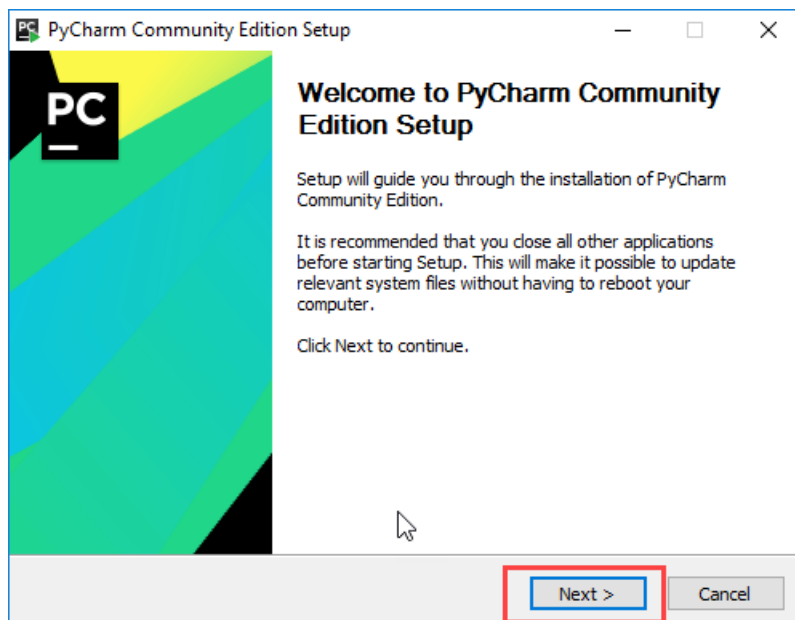 PyCharm Community Edition Setup
PC
Welcome to PyCharm Community
Edition Setup
Setup will guide you through the installation of PyCharm
Community Edition.
It is recommended that you close all other applications
before starting Setup. This will make it possible to update
relevant system files without having to reboot your
computer.
Click Next to continue.
Next >
Cancel